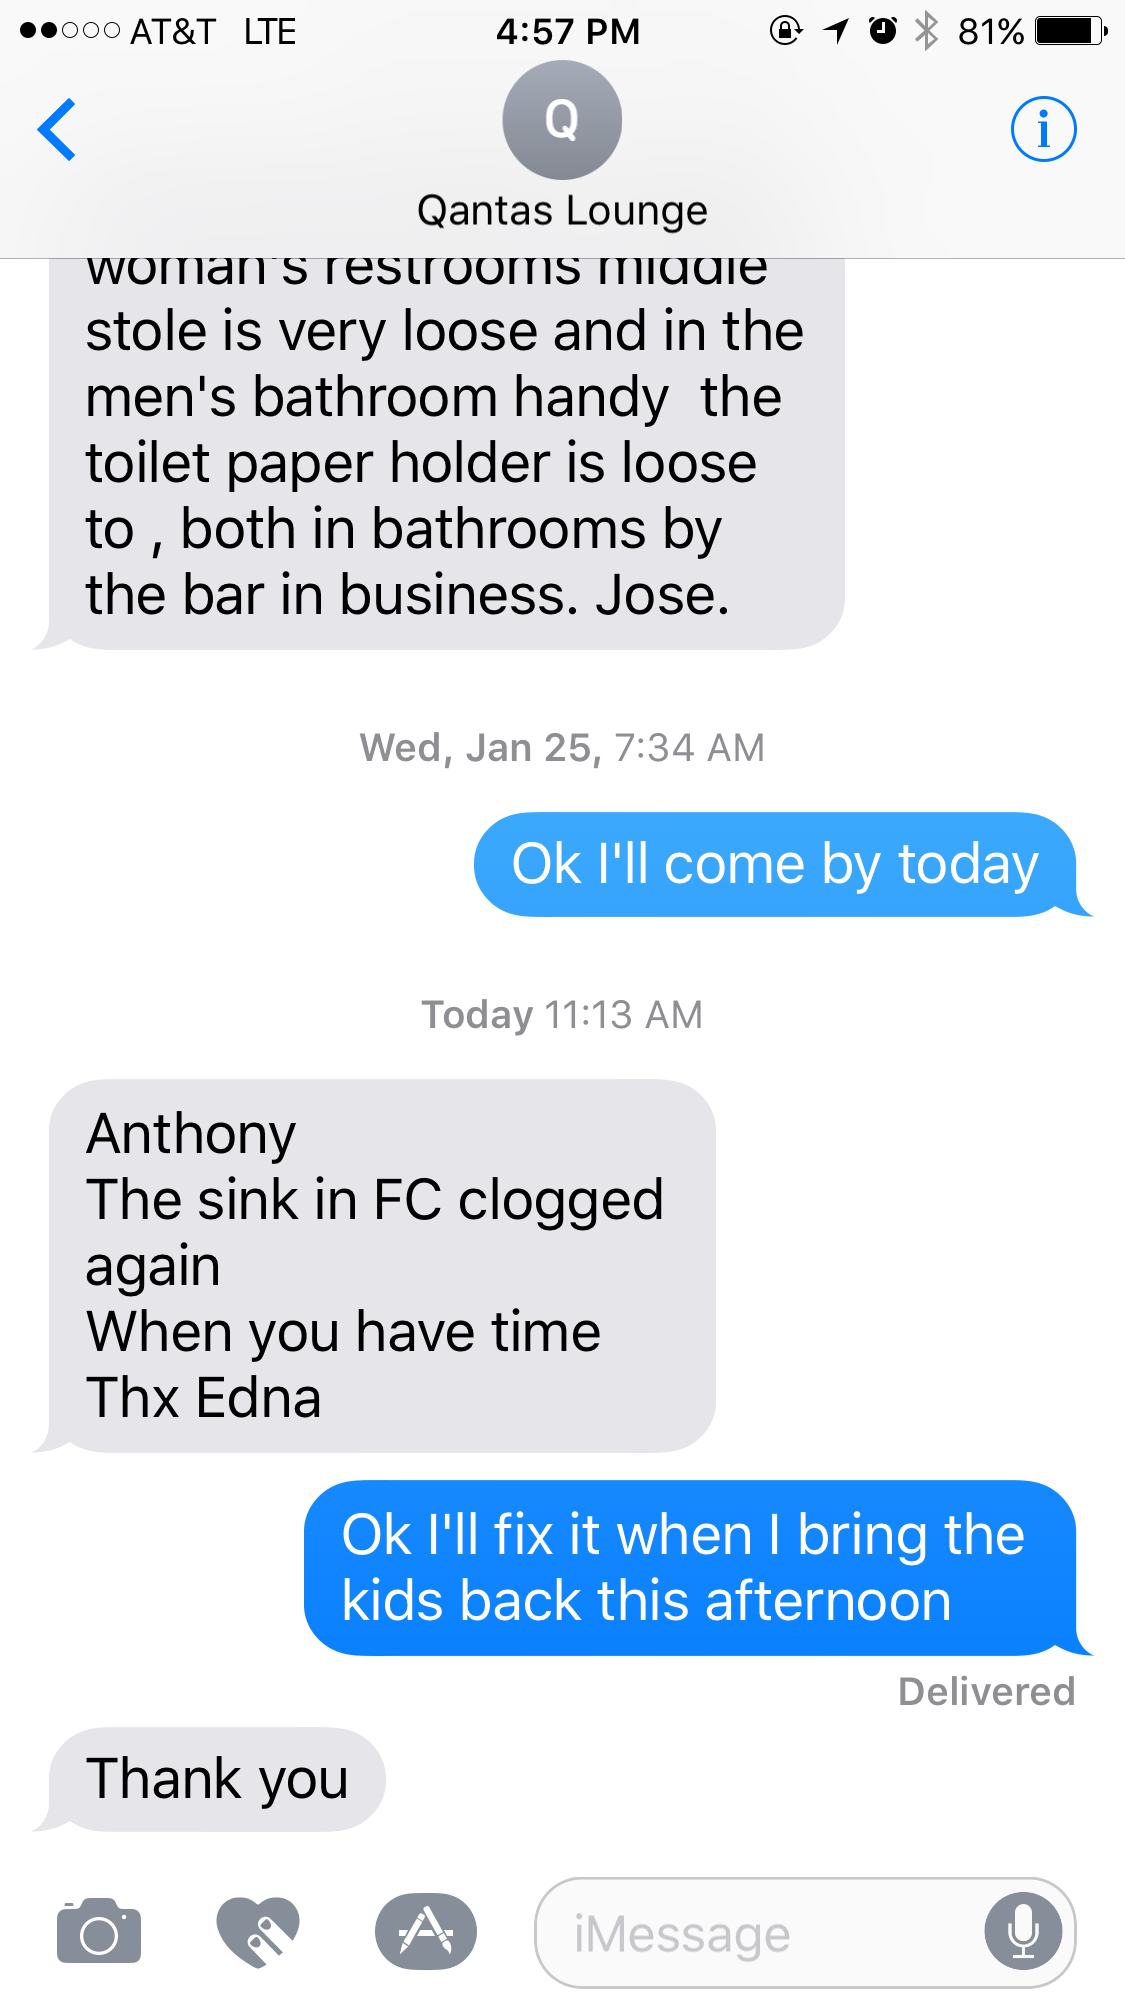 AT&T LTE 4:57 PM 81%
Q
Qantas Lounge
woman's restrooms middle
stole is very loose and in the
men's bathroom handy  the
toilet paper holder is loose
to , both in bathrooms by
the bar in business. Jose.
Wed, Jan 25, 7:34 AM
Ok I'll come by today
Today 11:13 AM
Anthony
The sink in FC clogged
again
When you have time
Thx Edna
Ok I'll fix it when I bring the
kids back this afternoon
Delivered
Thank you
iMessage